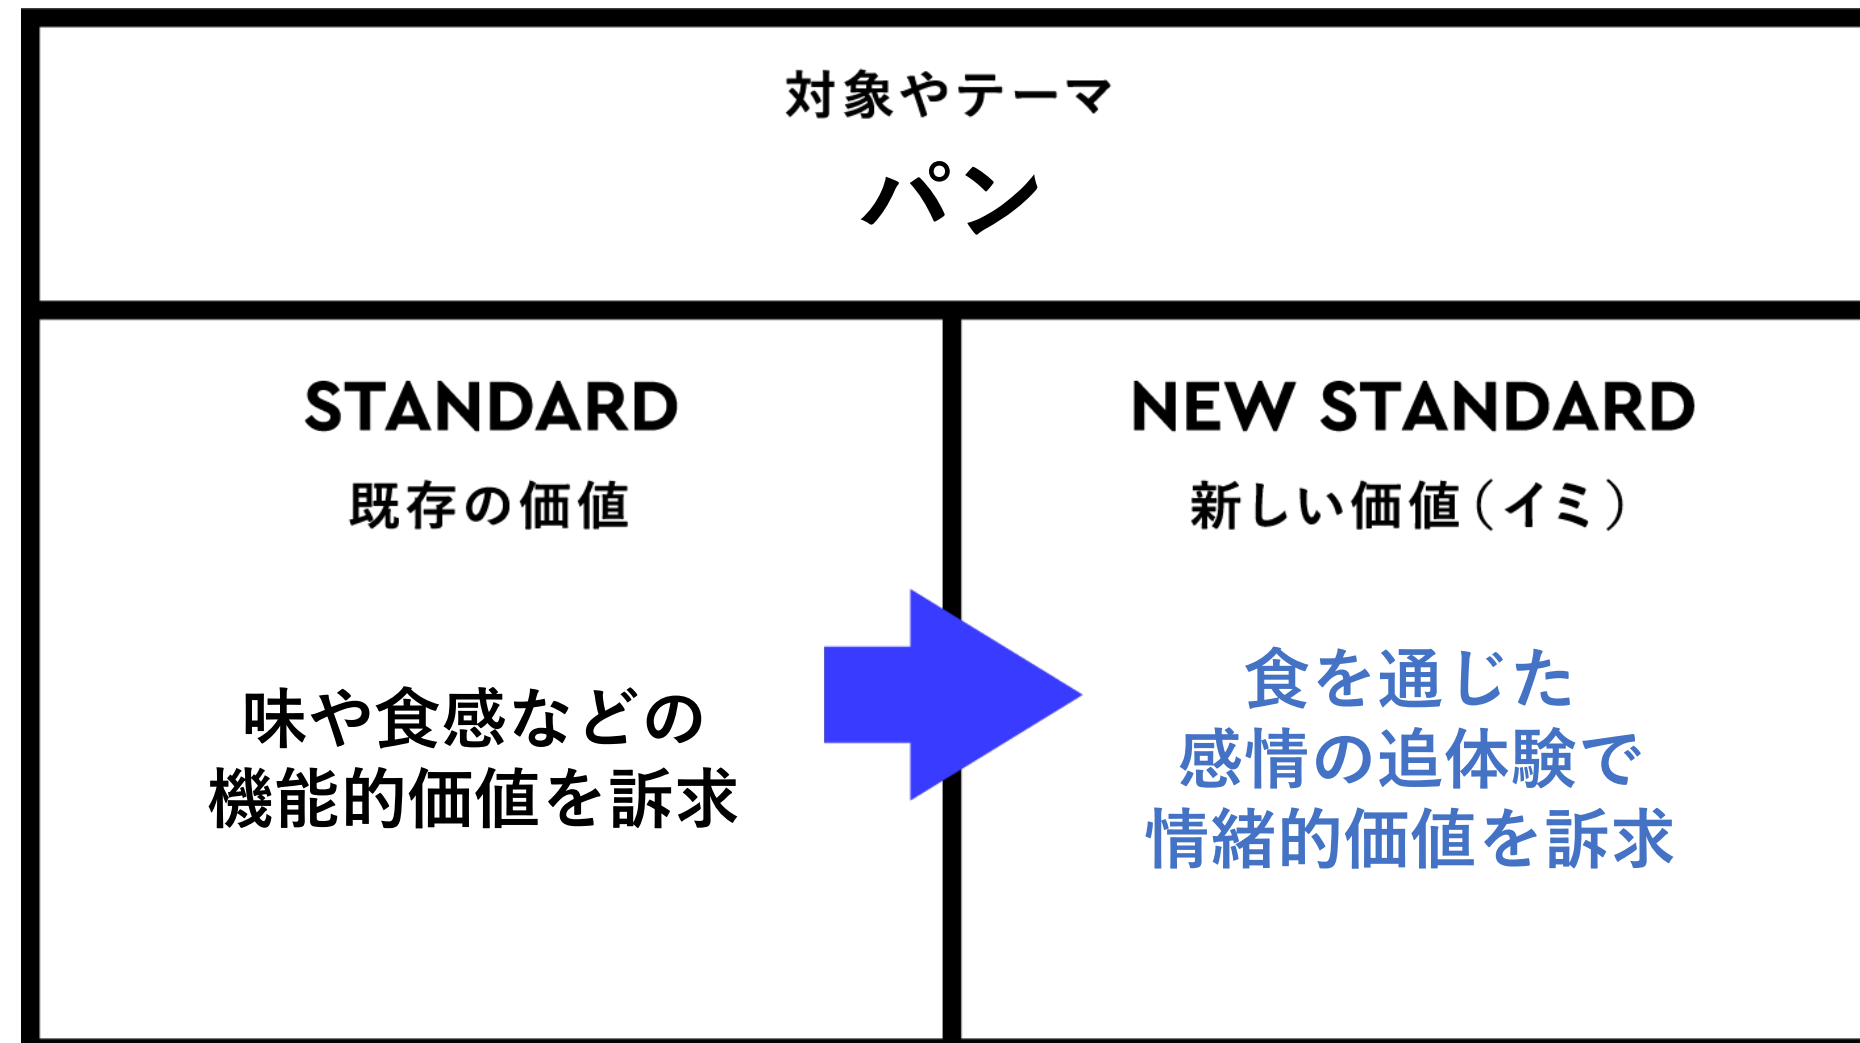 対象やテーマ
パン
STANDARD
既存の価値
味や食感などの
機能的価値を訴求
NEW STANDARD
新しい価値(イミ)
食を通じた
感情の追体験で
情緒的価値を訴求